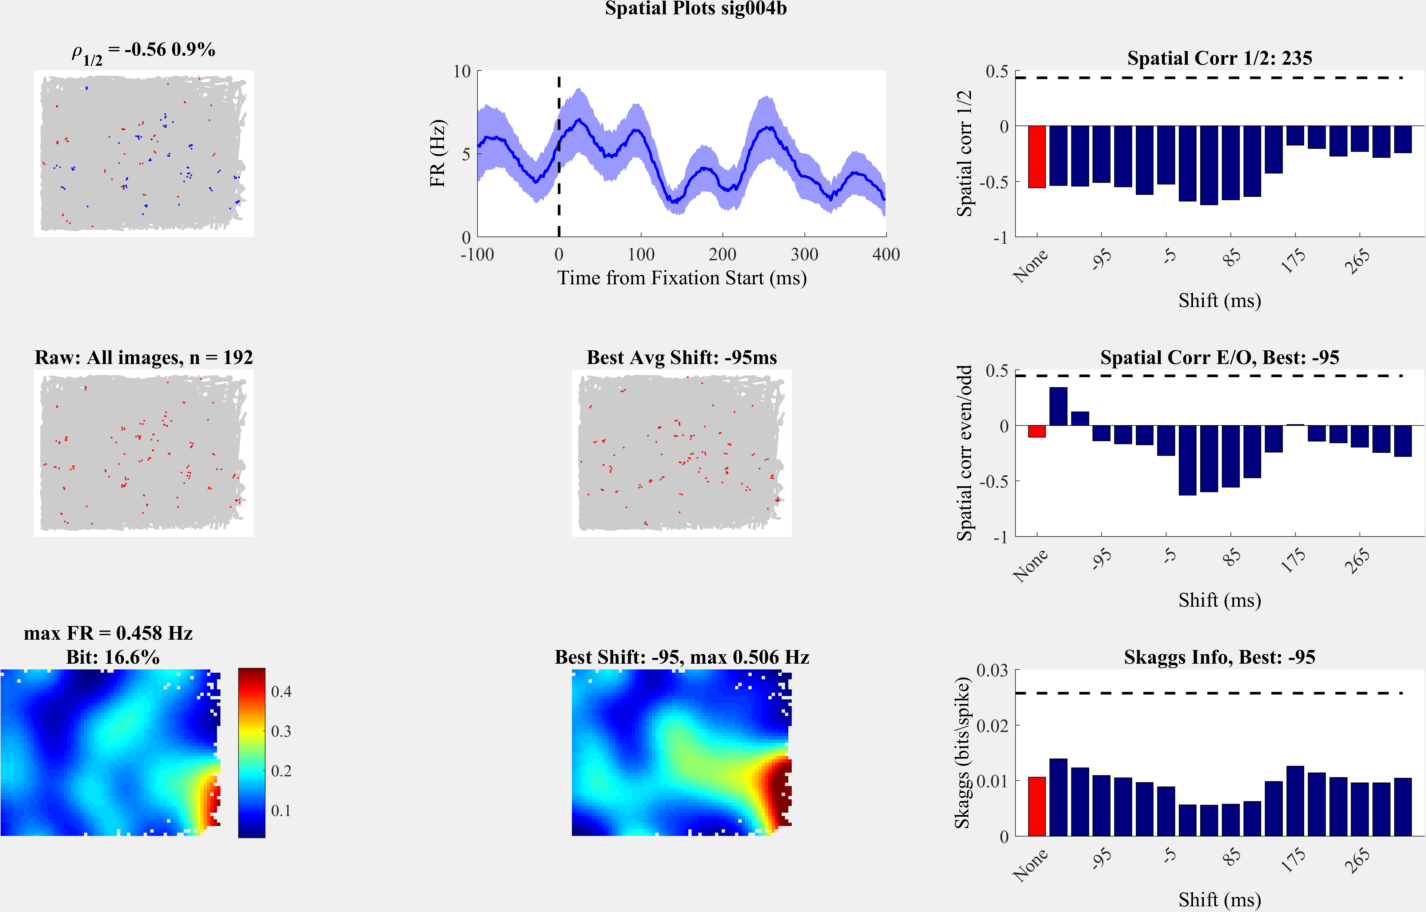 Spatial Plots sig004b
ρ1/2 = -0.56 0.9%
10
5
0
FR (Hz)
-100
0
100
200
300
400
Time from Fixation Start (ms)
Spatial Corr 1/2: 235
0.5
0
-0.5
-1
Spatial corr 1/2
None
-95
-5
85
175
265
Shift (ms)
Raw: All images, n = 192
Best Avg Shift: -95ms
Spatial Corr E/O, Best: -95
0.5
0
-0.5
-1
Spatial corr even/odd
None
-95
-5
85
175
265
Shift (ms)
max FR = 0.458 Hz
Bit: 16.6%
0.4
0.3
0.2
0.1
Best Shift: -95, max 0.506 Hz
Skaggs Info, Best: -95
0.03
0.02
0.01
0
Skaggs (bits\spike)
None
-95
-5
85
175
265
Shift (ms)